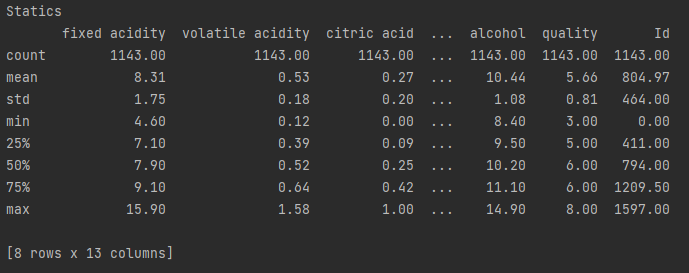 Statics
       fixed acidity  volatile acidity  citric acid  ...  alcohol  quality       Id
count        1143.00           1143.00      1143.00  ...  1143.00  1143.00  1143.00
mean            8.31              0.53         0.27  ...    10.44     5.66   804.97
std             1.75              0.18         0.20  ...     1.08     0.81   464.00
min             4.60              0.12         0.00  ...     8.40     3.00     0.00
25%             7.10              0.39         0.09  ...     9.50     5.00   411.00
50%             7.90              0.52         0.25  ...    10.20     6.00   794.00
75%             9.10              0.64         0.42  ...    11.10     6.00  1209.50
max            15.90              1.58         1.00  ...    14.90     8.00  1597.00
[8 rows x 13 columns]